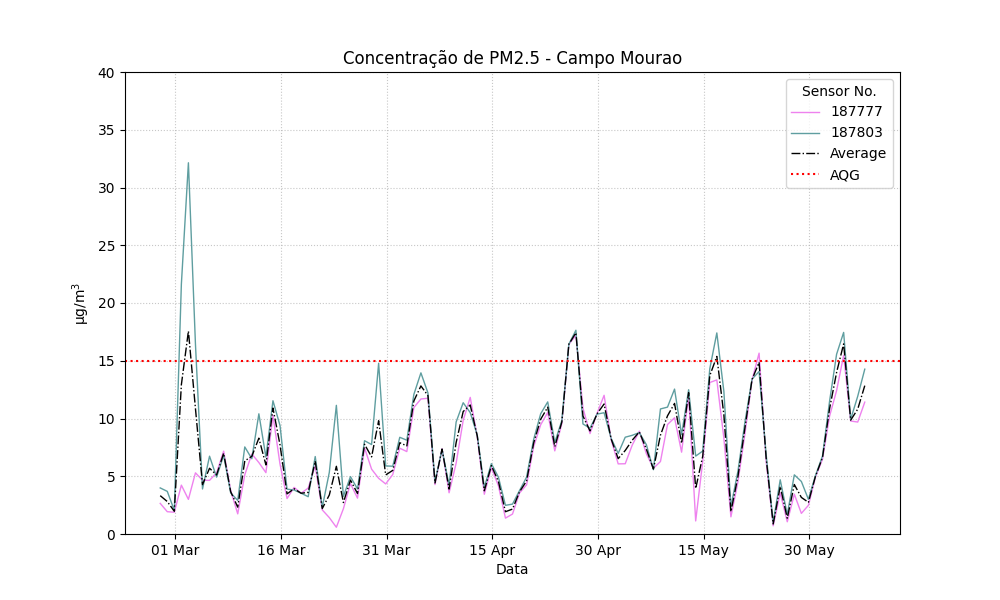 Concentração de PM2.5 - Campo Mourao
40
35
30
25
20
15
10
5
0
µg/m³
01 Mar
16 Mar
31 Mar
15 Apr
30 Apr
15 May
30 May
Data
Sensor No.
187777
187803
Average
AQG